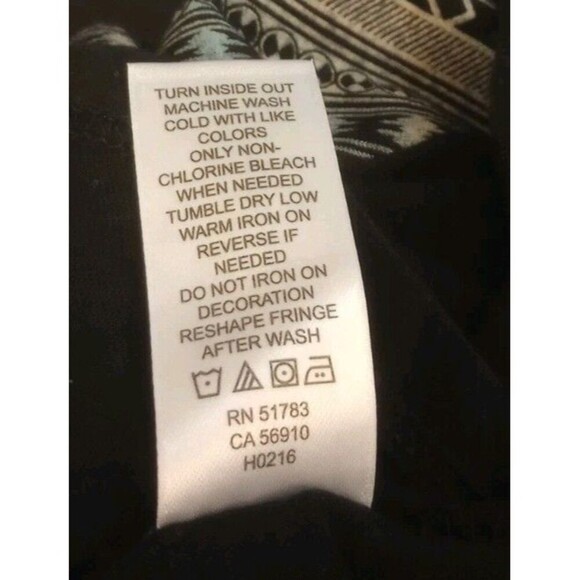 TURN INSIDE OUT
MACHINE WASH
COLD WITH LIKE
COLORS
ONLY NON-
CHLORINE BLEACH
WHEN NEEDED
TUMBLE DRY LOW
WARM IRON ON
REVERSE IF
NEEDED
DO NOT IRON ON
DECORATION
RESHAPE FRINGE
AFTER WASH
RN 51783
CA 56910
H0216